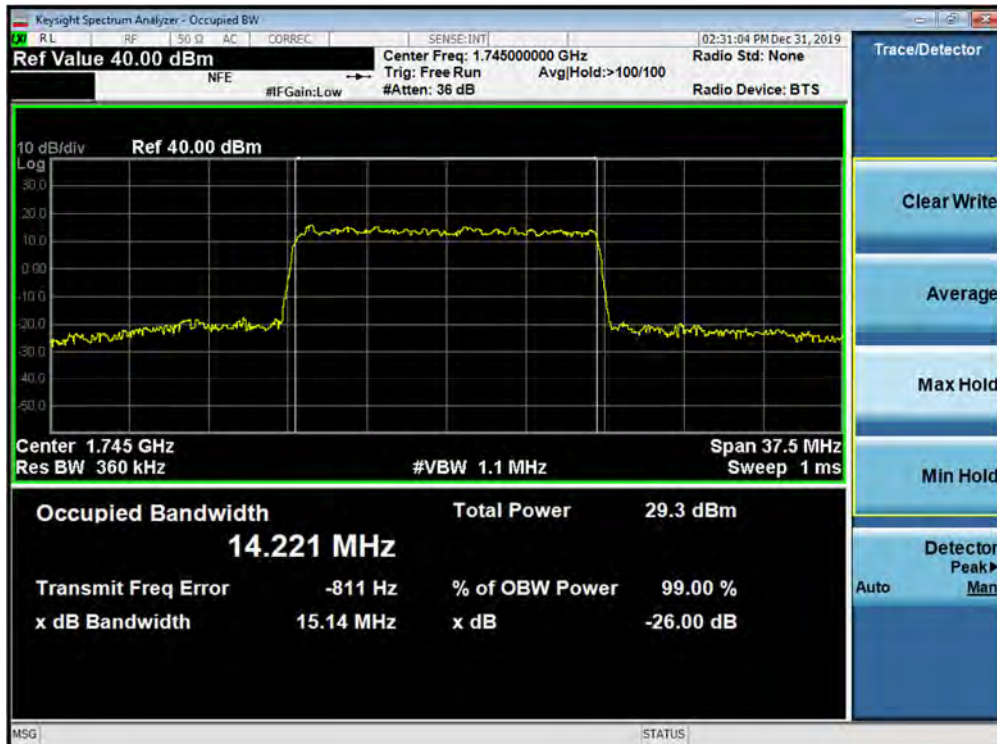 Keysight Spectrum Analyzer - Occupied BW
LXI RL RF 50 Ω AC CORREC SENSE:INT 02:31:04 PM Dec 31, 2019
Ref Value 40.00 dBm Center Freq: 1.745000000 GHz Radio Std: None Trace/Detector
NFE Trig: Free Run Avg|Hold:>100/100
#IFGain:Low #Atten: 36 dB Radio Device: BTS
10 dB/div Ref 40.00 dBm
Log
30.0
20.0
10.0
0.00
-10.0
-20.0
-30.0
-40.0
-50.0
Center 1.745 GHz Span 37.5 MHz
Res BW 360 kHz #VBW 1.1 MHz Sweep 1 ms
Occupied Bandwidth Total Power 29.3 dBm
14.221 MHz
Transmit Freq Error -811 Hz % of OBW Power 99.00 %
x dB Bandwidth 15.14 MHz x dB -26.00 dB
Clear Write
Average
Max Hold
Min Hold
Detector
Peak
Auto Man
MSG STATUS